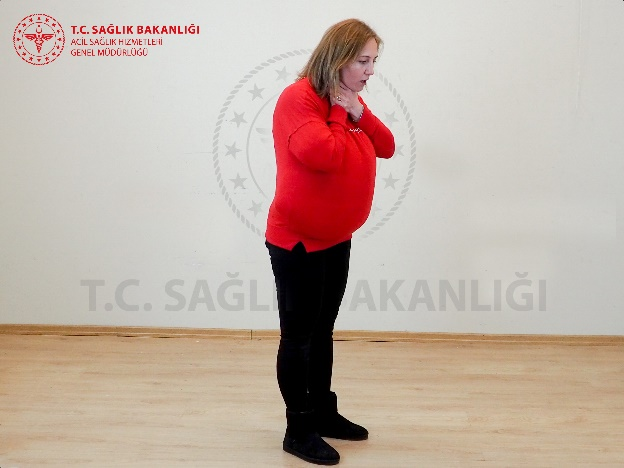 T.C. SAĞLIK BAKANLIĞI
ACİL SAĞLIK HİZMETLERİ
GENEL MÜDÜRLÜĞÜ
T.C. SAĞLIK BAKANLIĞI